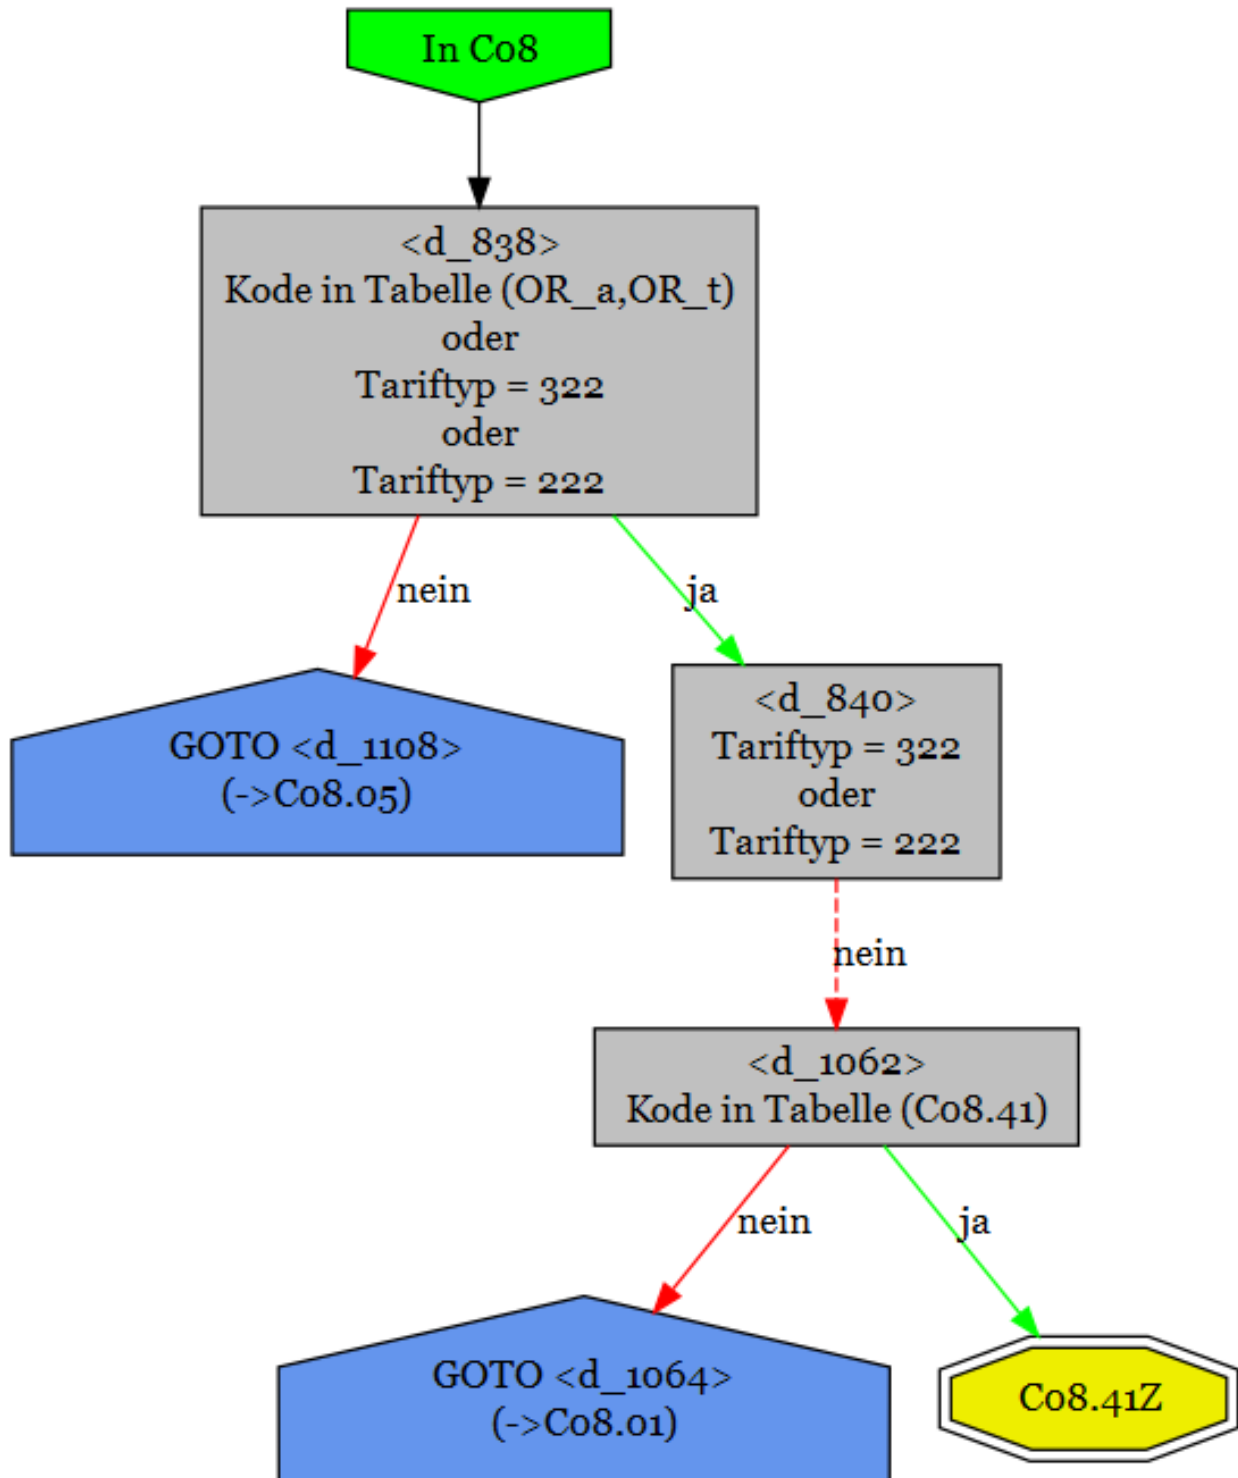 In C08
<d_838>
Kode in Tabelle (OR_a,OR_t)
oder
Tariftyp = 322
oder
Tariftyp = 222
nein
ja
GOTO <d_1108>
(->C08.05)
<d_840>
Tariftyp = 322
oder
Tariftyp = 222
nein
<d_1062>
Kode in Tabelle (C08.41)
nein
ja
GOTO <d_1064>
(->C08.01)
C08.41Z